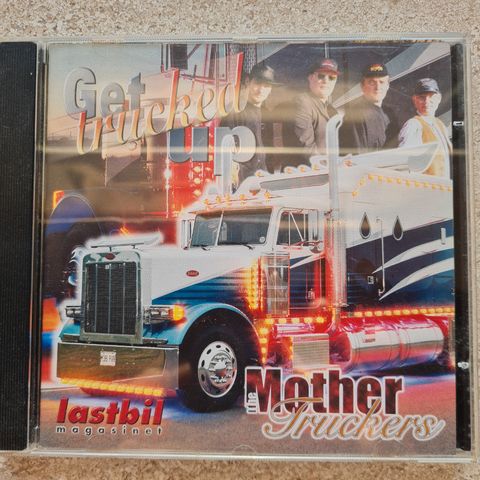 Get
trucked
up
the Mother
Truckers
lastbil
magasinet